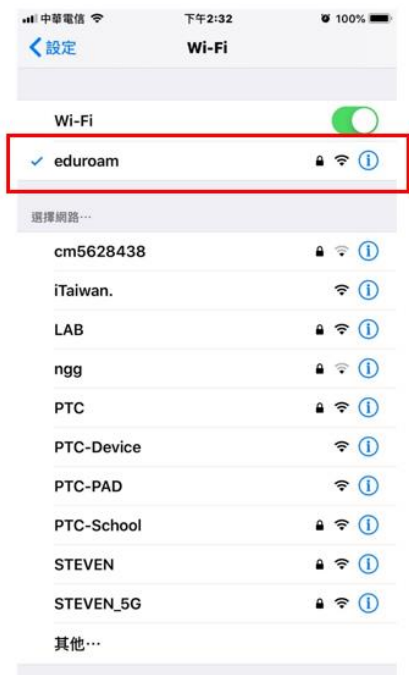 中華電信 下午2:32 100%
設定 Wi-Fi
Wi-Fi
eduroam
選擇網路…
cm5628438
iTaiwan.
LAB
ngg
PTC
PTC-Device
PTC-PAD
PTC-School
STEVEN
STEVEN_5G
其他…